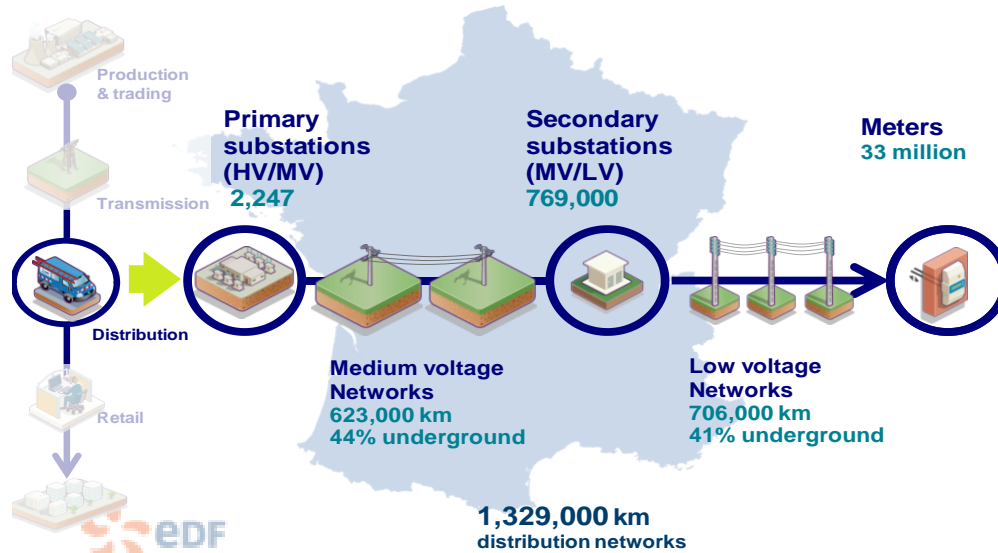 Production
& trading
Transmission
Distribution
Retail
Primary
substations
(HV/MV)
2,247
Secondary
substations
(MV/LV)
769,000
Meters
33 million
Medium voltage
Networks
623,000 km
44% underground
Low voltage
Networks
706,000 km
41% underground
1,329,000 km
distribution networks
eDF